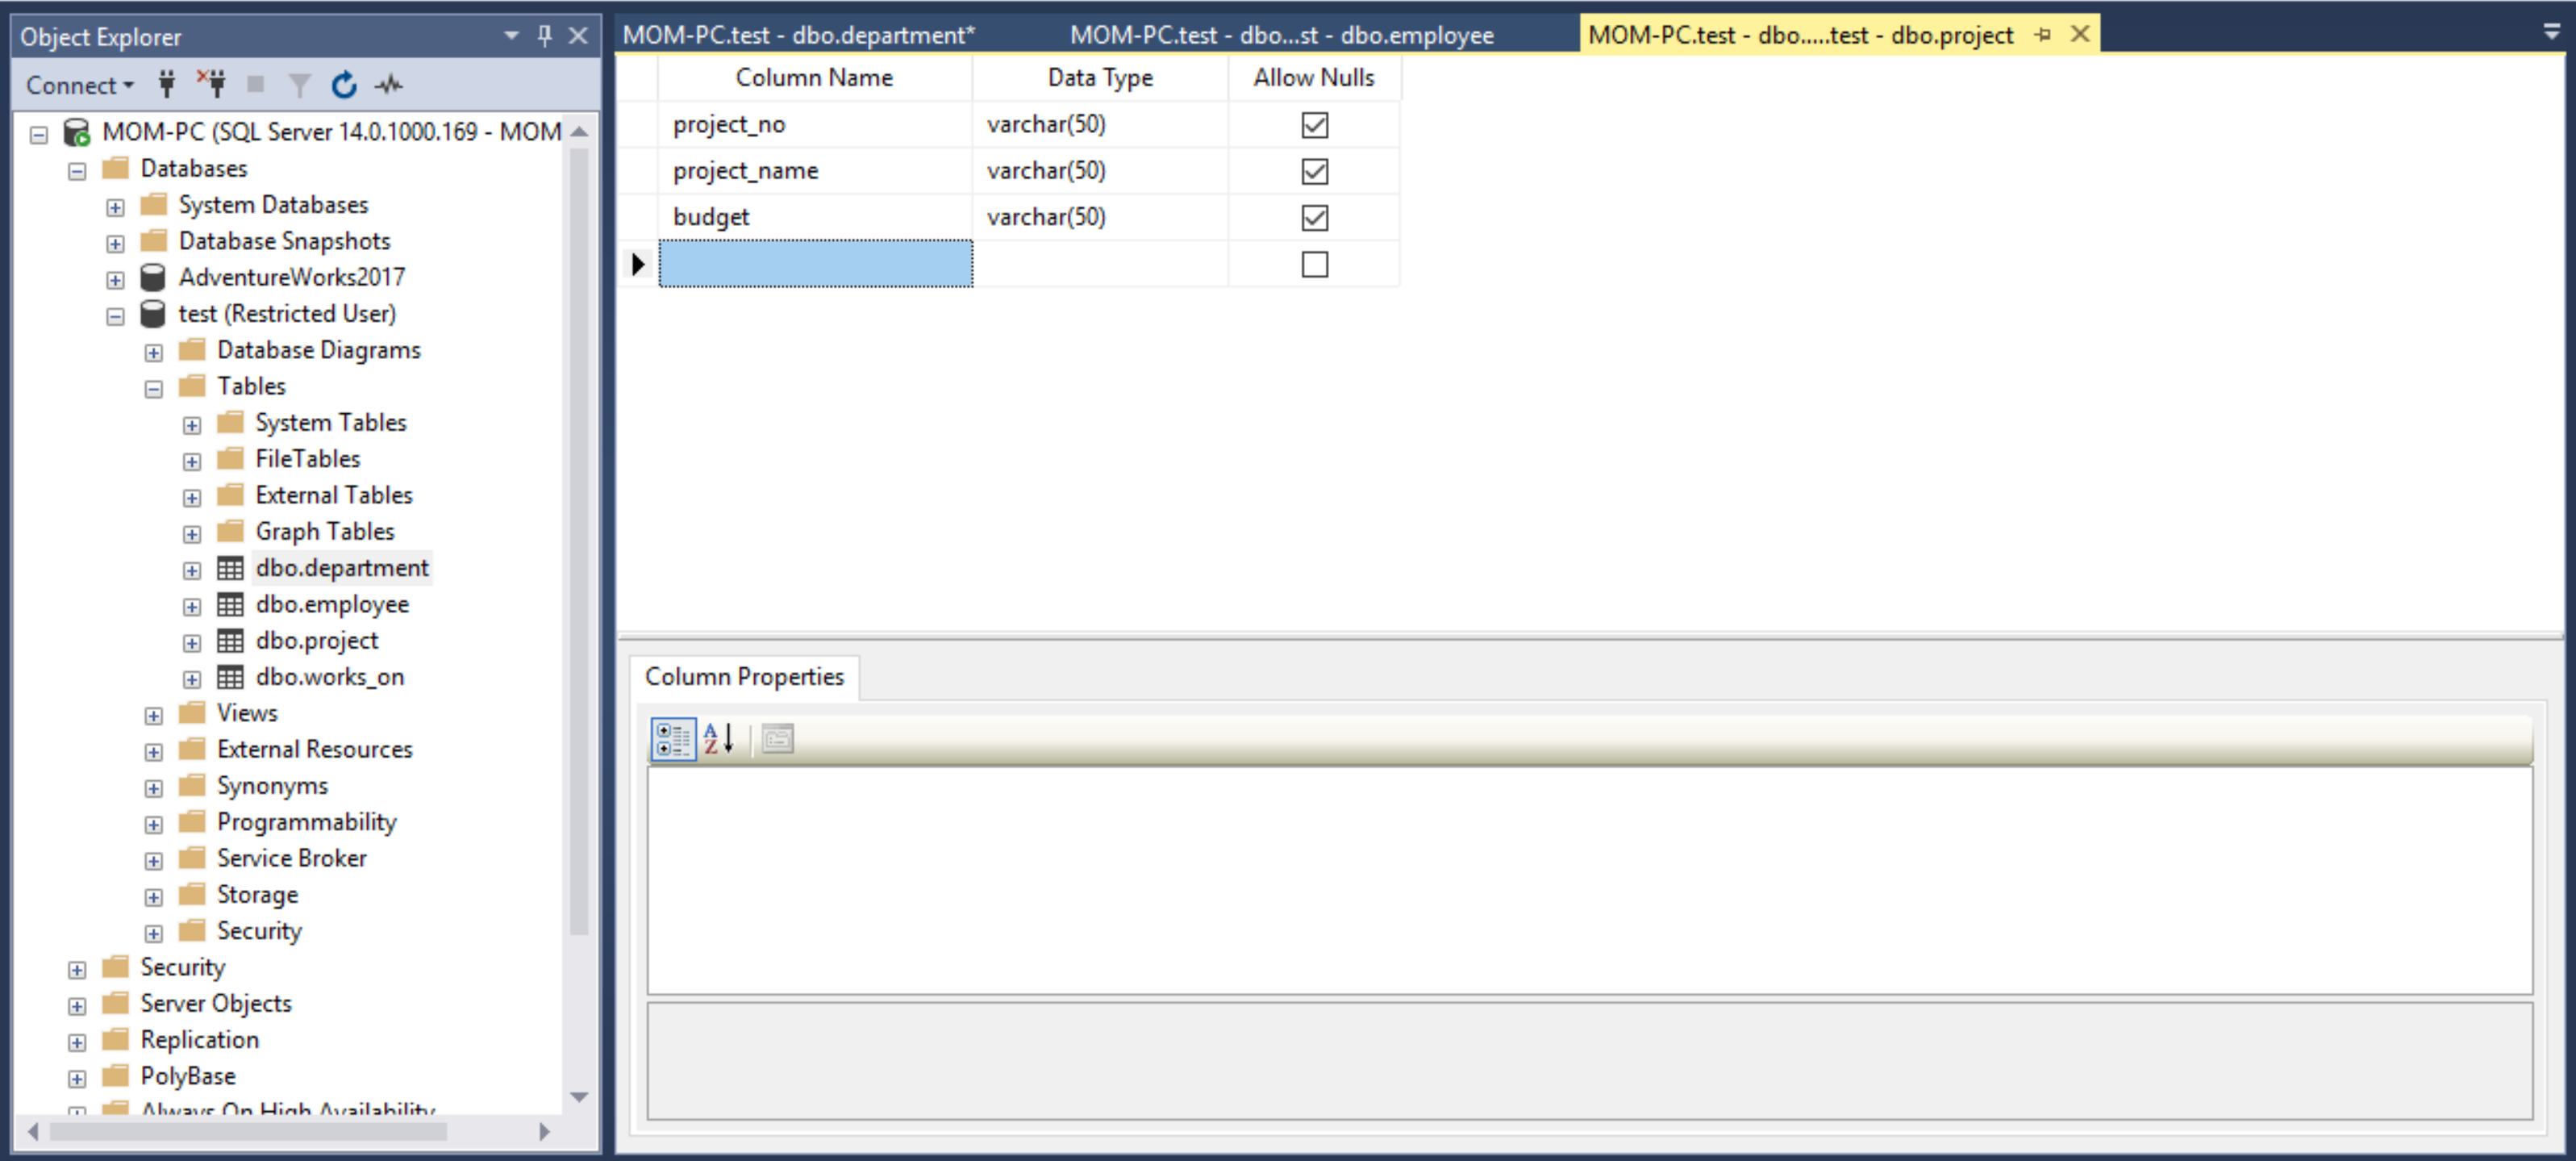 Object Explorer
Connect
MOM-PC (SQL Server 14.0.1000.169 - MOM
Databases
System Databases
Database Snapshots
AdventureWorks2017
test (Restricted User)
Database Diagrams
Tables
System Tables
FileTables
External Tables
Graph Tables
dbo.department
dbo.employee
dbo.project
dbo.works_on
Views
External Resources
Synonyms
Programmability
Service Broker
Storage
Security
Security
Server Objects
Replication
PolyBase
Always On High Availability
MOM-PC.test - dbo.department* MOM-PC.test - dbo...st - dbo.employee MOM-PC.test - dbo.....test - dbo.project
Column Name Data Type Allow Nulls
project_no varchar(50)
project_name varchar(50)
budget varchar(50)
Column Properties
A
Z